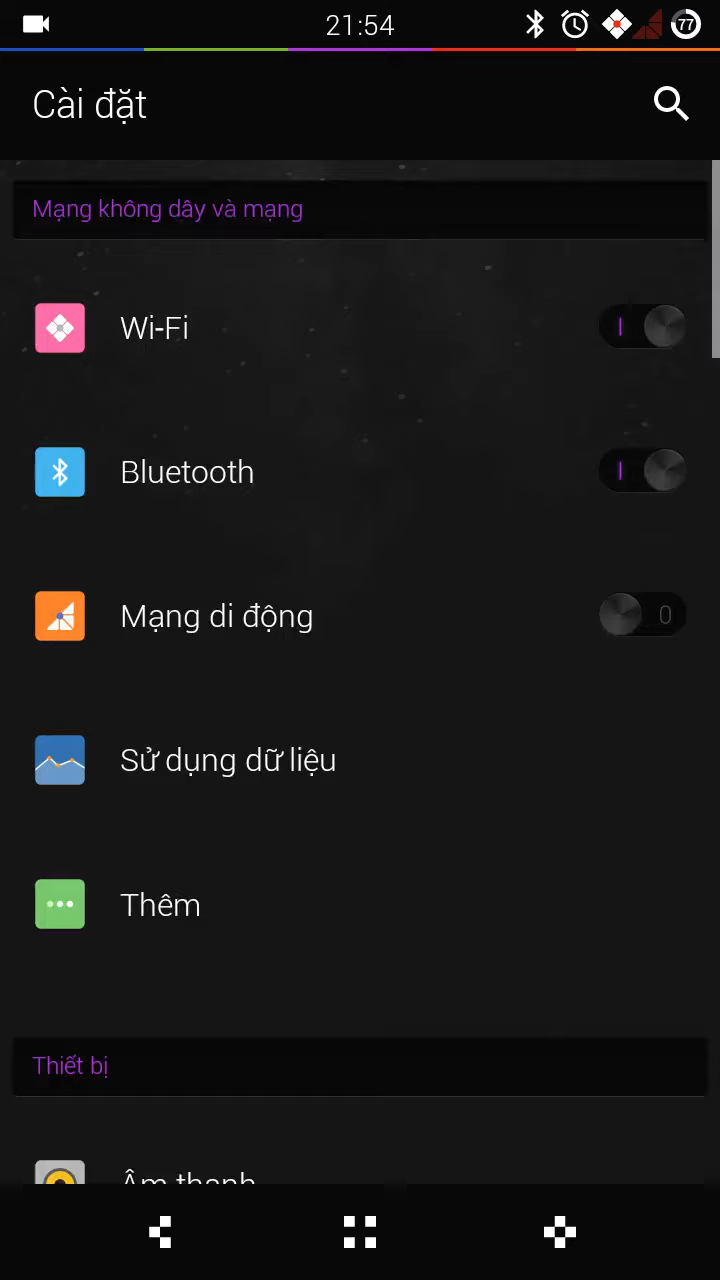 21:54
77
Cài đặt
Mạng không dây và mạng
Wi-Fi
Bluetooth
Mạng di động
0
Sử dụng dữ liệu
Thêm
Thiết bị
Âm thanh